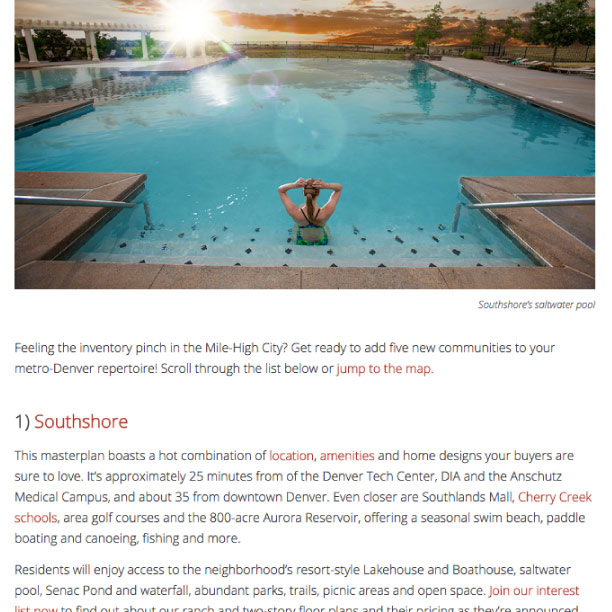 Southshore's saltwater pool
Feeling the inventory pinch in the Mile-High City? Get ready to add five new communities to your
metro-Denver repertoire! Scroll through the list below or jump to the map.
1) Southshore
This masterplan boasts a hot combination of location, amenities and home designs your buyers are
sure to love. It's approximately 25 minutes from of the Denver Tech Center, DIA and the Anschutz
Medical Campus, and about 35 from downtown Denver. Even closer are Southlands Mall, Cherry Creek
schools, area golf courses and the 800-acre Aurora Reservoir, offering a seasonal swim beach, paddle
boating and canoeing, fishing and more.
Residents will enjoy access to the neighborhood's resort-style Lakehouse and Boathouse, saltwater
pool, Senac Pond and waterfall, abundant parks, trails, picnic areas and open space. Join our interest
list now to find out about our ranch and two-story floor plans and their pricing as they're announced